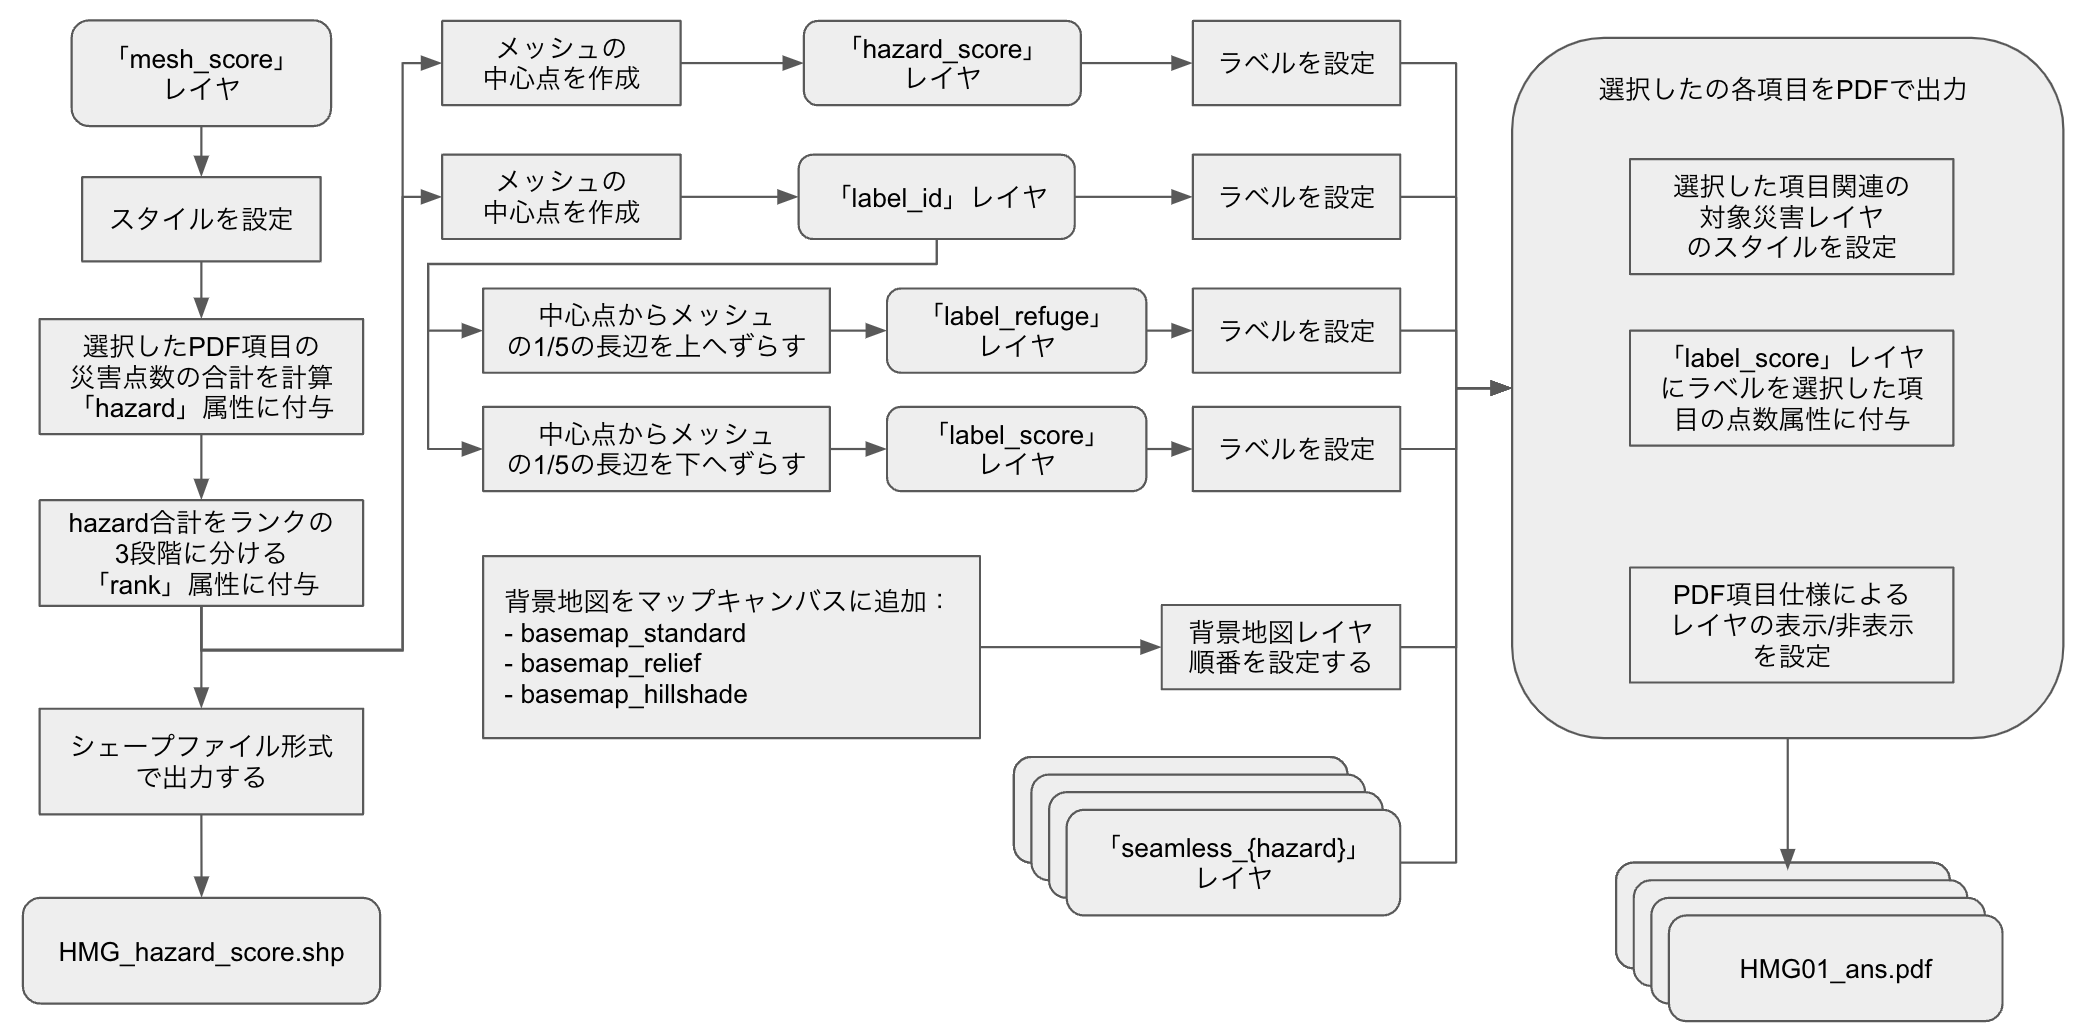 「mesh_score」
レイヤ
スタイルを設定
選択したPDF項目の
災害点数の合計を計算
「hazard」属性に付与
hazard合計をランクの
3段階に分ける
「rank」属性に付与
シェープファイル形式
で出力する
HMG_hazard_score.shp
メッシュの
中心点を作成
「hazard_score」
レイヤ
ラベルを設定
メッシュの
中心点を作成
「label_id」レイヤ
ラベルを設定
中心点からメッシュ
の1/5の長辺を上へずらす
「label_refuge」
レイヤ
ラベルを設定
中心点からメッシュ
の1/5の長辺を下へずらす
「label_score」
レイヤ
ラベルを設定
背景地図をマップキャンバスに追加：
- basemap_standard
- basemap_relief
- basemap_hillshade
背景地図レイヤ
順番を設定する
「seamless_{hazard}」
レイヤ
選択したの各項目をPDFで出力
選択した項目関連の
対象災害レイヤ
のスタイルを設定
「label_score」レイヤ
にラベルを選択した項
目の点数属性に付与
PDF項目仕様による
レイヤの表示/非表示
を設定
HMG01_ans.pdf